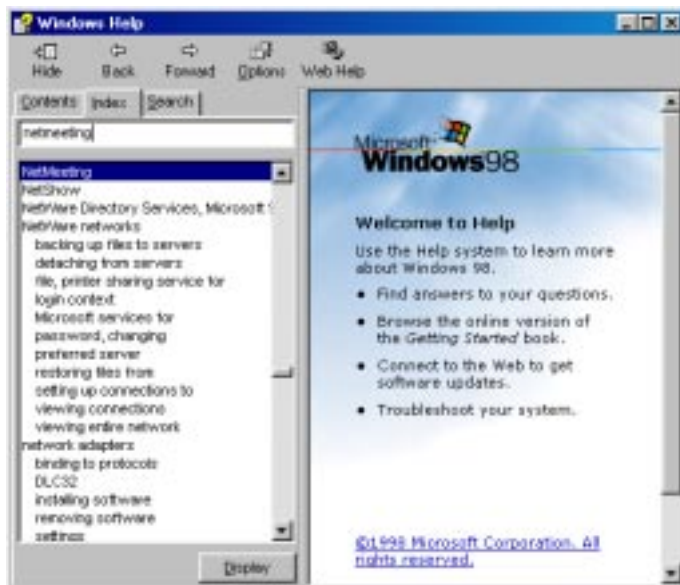 Windows Help
Hide Back Forward Options Web Help
Contents Index Search
netmeeting
NetMeeting
NetShow
NetWare Directory Services, Microsoft
NetWare networks
backing up files to servers
detaching from servers
file, printer sharing service for
login context
Microsoft services for
password, changing
preferred server
restoring files from
setting up connections to
viewing connections
viewing entire network
network adapters
binding to protocols
DLC32
installing software
removing software
settings
Display
Microsoft
Windows98
Welcome to Help
Use the Help system to learn more
about Windows 98.
• Find answers to your questions.
• Browse the online version of
the Getting Started book.
• Connect to the Web to get
software updates.
• Troubleshoot your system.
©1998 Microsoft Corporation. All
rights reserved.